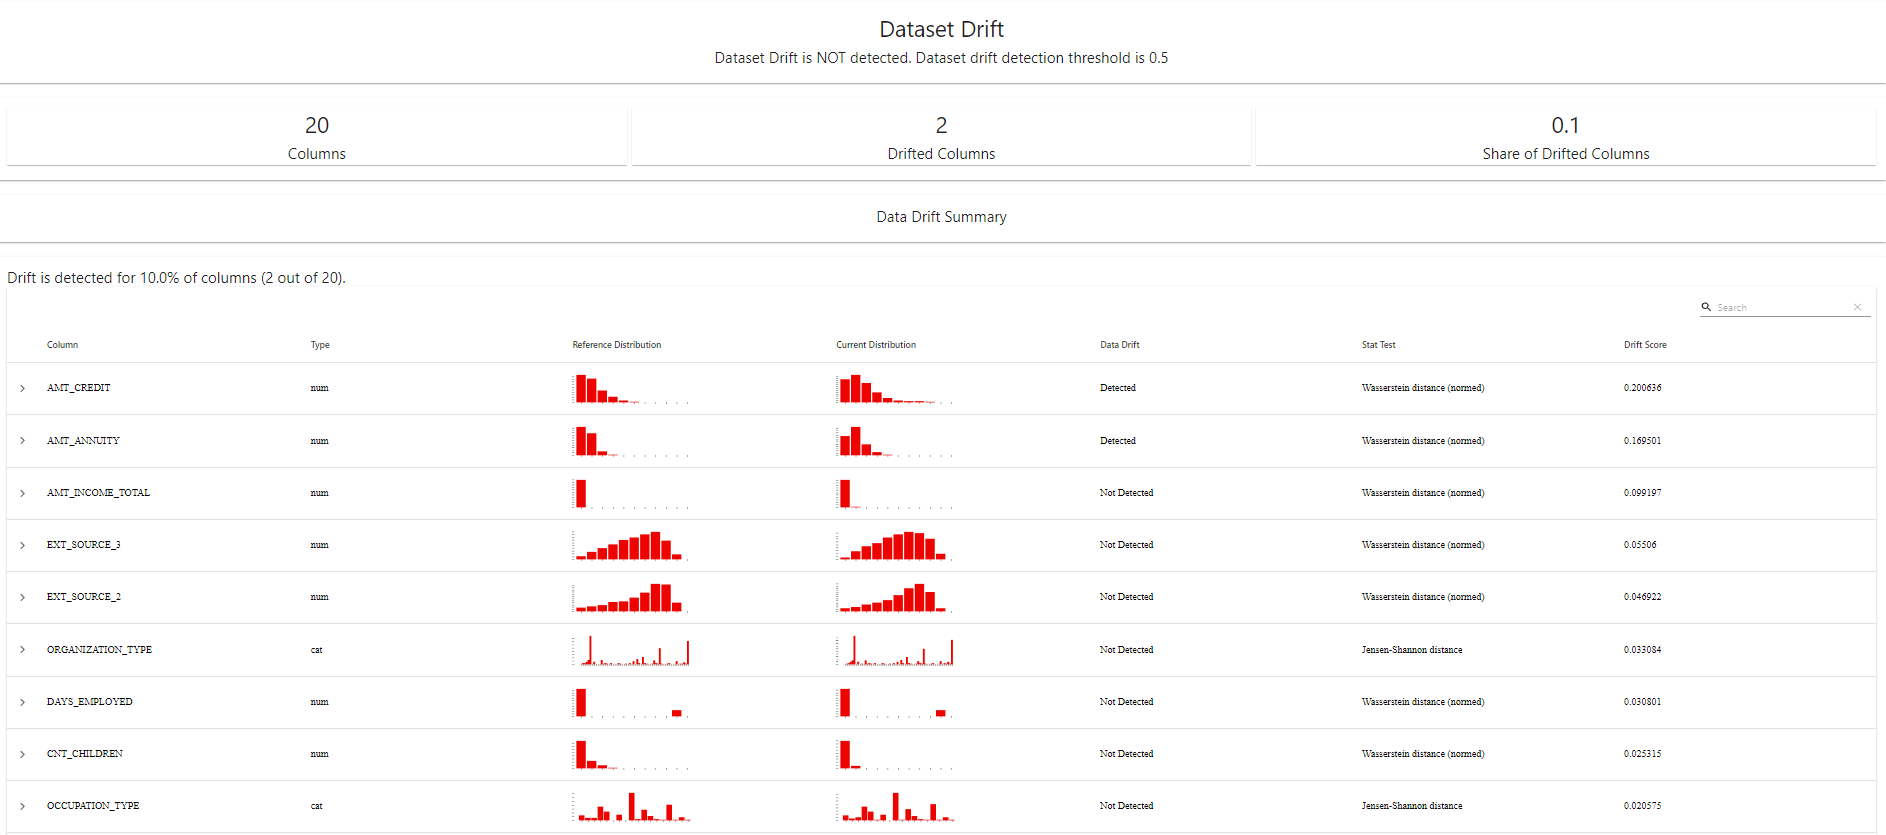 Dataset Drift
Dataset Drift is NOT detected. Dataset drift detection threshold is 0.5
20
Columns
2
Drifted Columns
0.1
Share of Drifted Columns
Data Drift Summary
Drift is detected for 10.0% of columns (2 out of 20).
Search
Column Type Reference Distribution Current Distribution Data Drift Stat Test Drift Score
AMT_CREDIT num Detected Wasserstein distance (normed) 0.200636
AMT_ANNUITY num Detected Wasserstein distance (normed) 0.169501
AMT_INCOME_TOTAL num Not Detected Wasserstein distance (normed) 0.099197
EXT_SOURCE_3 num Not Detected Wasserstein distance (normed) 0.05506
EXT_SOURCE_2 num Not Detected Wasserstein distance (normed) 0.046922
ORGANIZATION_TYPE cat Not Detected Jensen-Shannon distance 0.033084
DAYS_EMPLOYED num Not Detected Wasserstein distance (normed) 0.030801
CNT_CHILDREN num Not Detected Wasserstein distance (normed) 0.025315
OCCUPATION_TYPE cat Not Detected Jensen-Shannon distance 0.020575